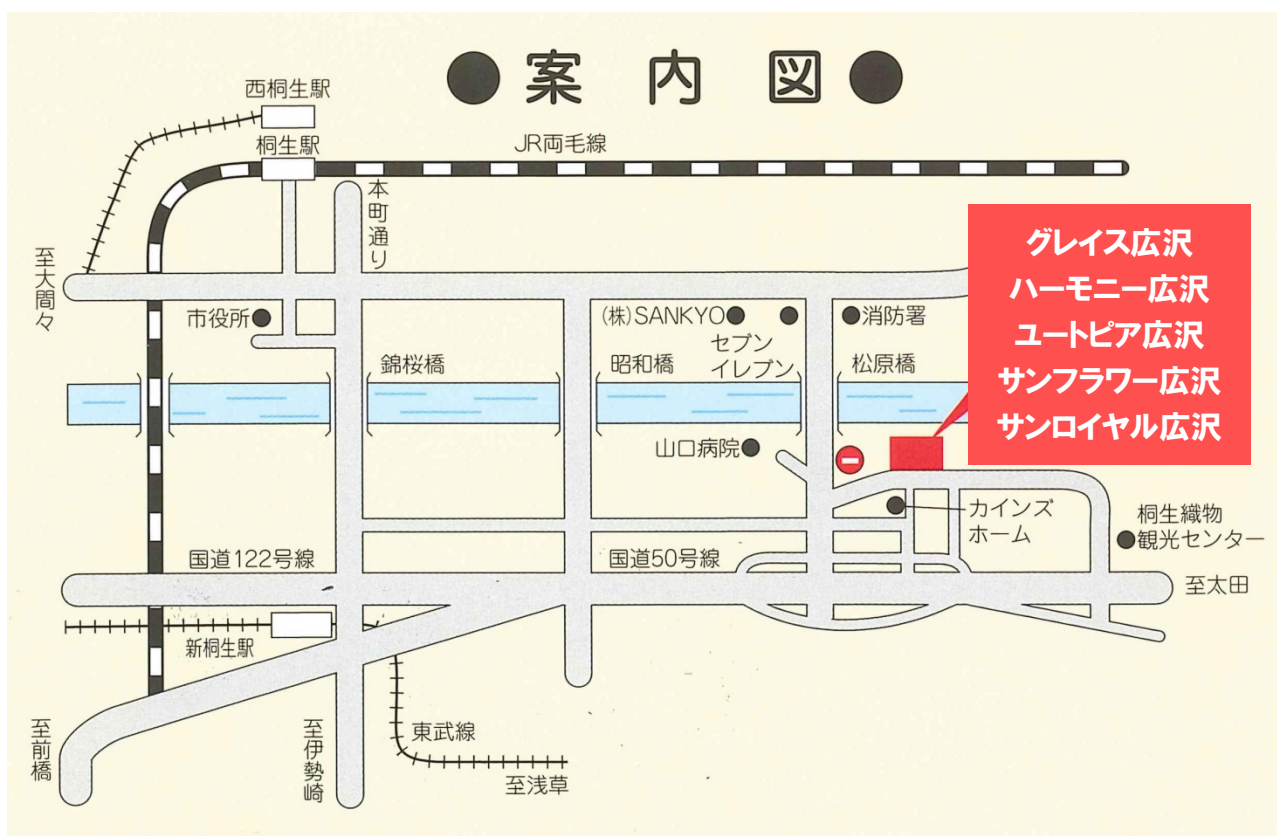 ●案内図●
西桐生駅
桐生駅
JR両毛線
本町通り
至大間々
グレイス広沢
ハーモニー広沢
ユートピア広沢
サンフラワー広沢
サンロイヤル広沢
市役所
(株)SANKYO
セブン
イレブン
消防署
錦桜橋
昭和橋
松原橋
山口病院
カインズ
ホーム
桐生織物
観光センター
国道122号線
国道50号線
至太田
新桐生駅
至前橋
至伊勢崎
東武線
至浅草